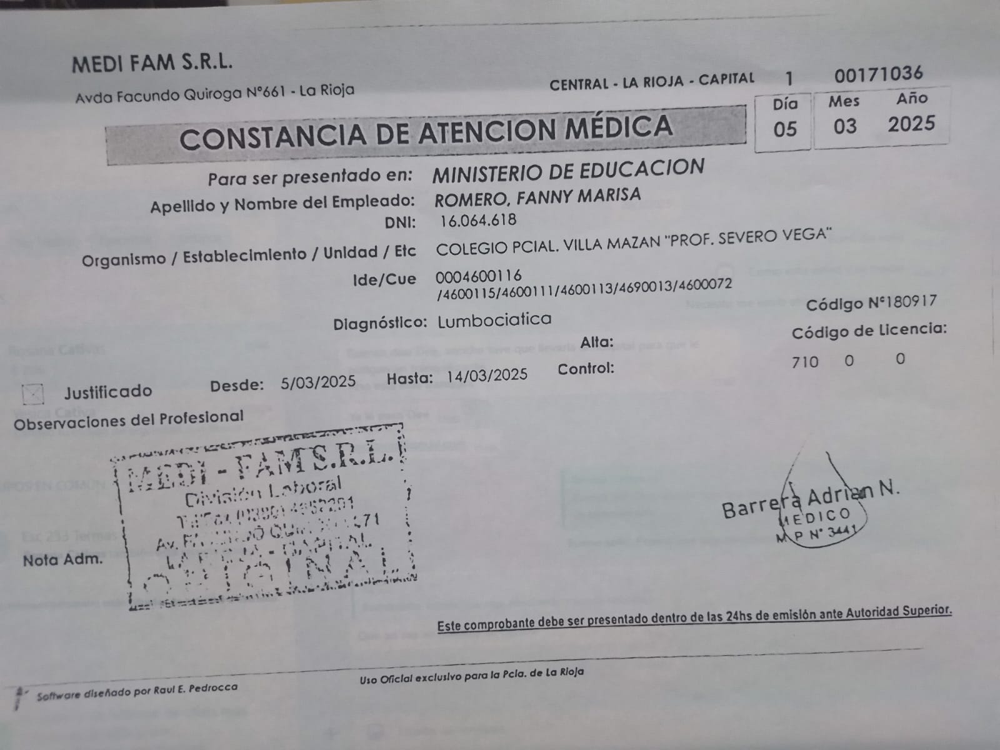 MEDI FAM S.R.L.
Avda Facundo Quiroga N°661 - La Rioja
CENTRAL - LA RIOJA - CAPITAL 1 00171036
Día Mes Año
05 03 2025
CONSTANCIA DE ATENCION MÉDICA
Para ser presentado en: MINISTERIO DE EDUCACION
Apellido y Nombre del Empleado: ROMERO, FANNY MARISA
DNI: 16.064.618
Organismo / Establecimiento / Unidad / Etc COLEGIO PCIAL. VILLA MAZAN "PROF. SEVERO VEGA"
Ide/Cue 0004600116
/4600115/4600111/4600113/4690013/4600072
Diagnóstico: Lumbociatica
Código N°180917
Alta:
Código de Licencia:
Justificado Desde: 5/03/2025 Hasta: 14/03/2025 Control:
710 0 0
Observaciones del Profesional
MEDI - FAM S.R.L.
División Laboral
Av.
CAPITAL
ORIGINAL
Nota Adm.
Barrera Adrian N.
MEDICO
M P N° 3441
Este comprobante debe ser presentado dentro de las 24hs de emisión ante Autoridad Superior.
Software diseñado por Raul E. Pedrocca
Uso Oficial exclusivo para la Pcia. de La Rioja